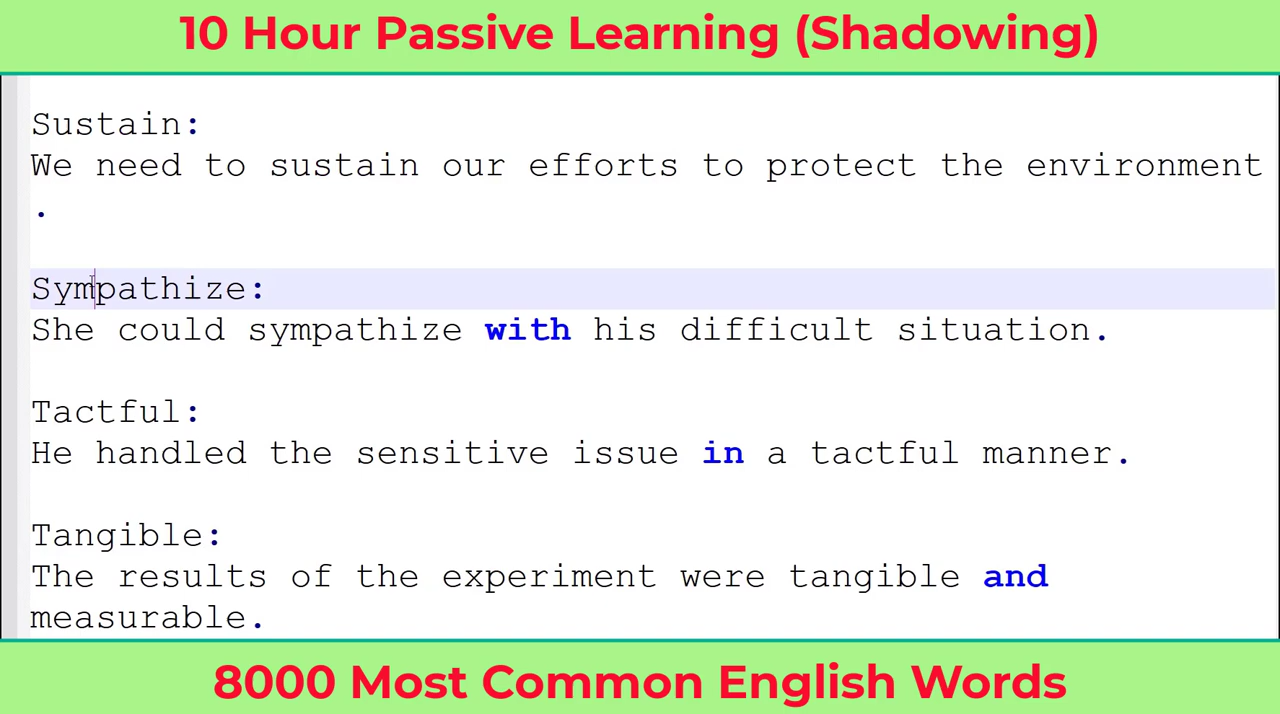 10 Hour Passive Learning (Shadowing)
Sustain:
We need to sustain our efforts to protect the environment
.
Sympathize:
She could sympathize with his difficult situation.
Tactful:
He handled the sensitive issue in a tactful manner.
Tangible:
The results of the experiment were tangible and
measurable.
8000 Most Common English Words